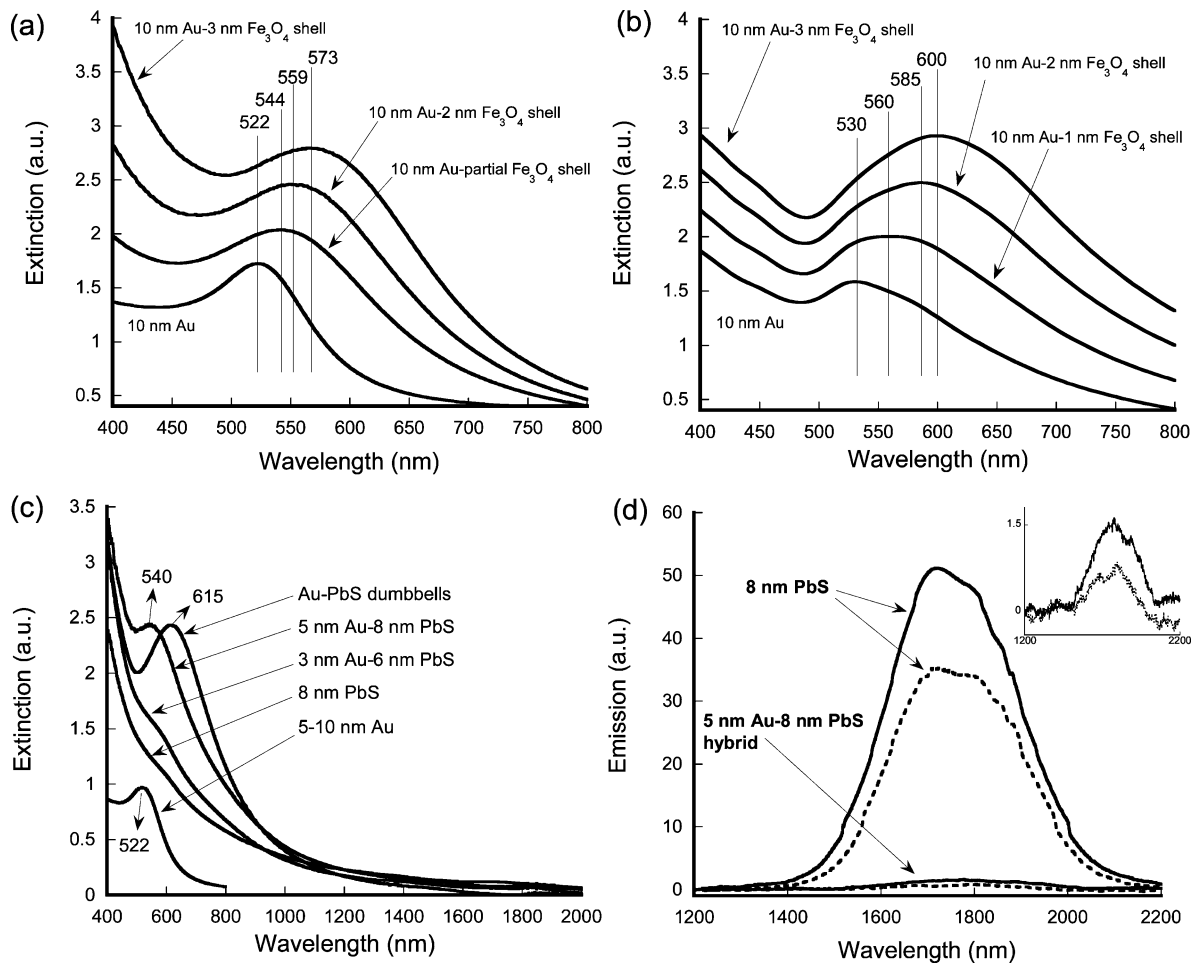 (a)
10 nm Au-3 nm Fe₃O₄ shell
573
559
544
522
10 nm Au-2 nm Fe₃O₄ shell
10 nm Au-partial Fe₃O₄ shell
10 nm Au
Extinction (a.u.)
4
3.5
3
2.5
2
1.5
1
0.5
400 450 500 550 600 650 700 750 800
Wavelength (nm)
(b)
10 nm Au-3 nm Fe₃O₄ shell
600
585
560
530
10 nm Au-2 nm Fe₃O₄ shell
10 nm Au-1 nm Fe₃O₄ shell
10 nm Au
Extinction (a.u.)
4
3.5
3
2.5
2
1.5
1
0.5
400 450 500 550 600 650 700 750 800
Wavelength (nm)
(c)
540
615
Au-PbS dumbbells
5 nm Au-8 nm PbS
3 nm Au-6 nm PbS
8 nm PbS
5-10 nm Au
522
Extinction (a.u.)
3.5
3
2.5
2
1.5
1
0.5
0
400 600 800 1000 1200 1400 1600 1800 2000
Wavelength (nm)
(d)
8 nm PbS
5 nm Au-8 nm PbS
hybrid
1.5
0
1200 2200
Emission (a.u.)
60
50
40
30
20
10
0
1200 1400 1600 1800 2000 2200
Wavelength (nm)